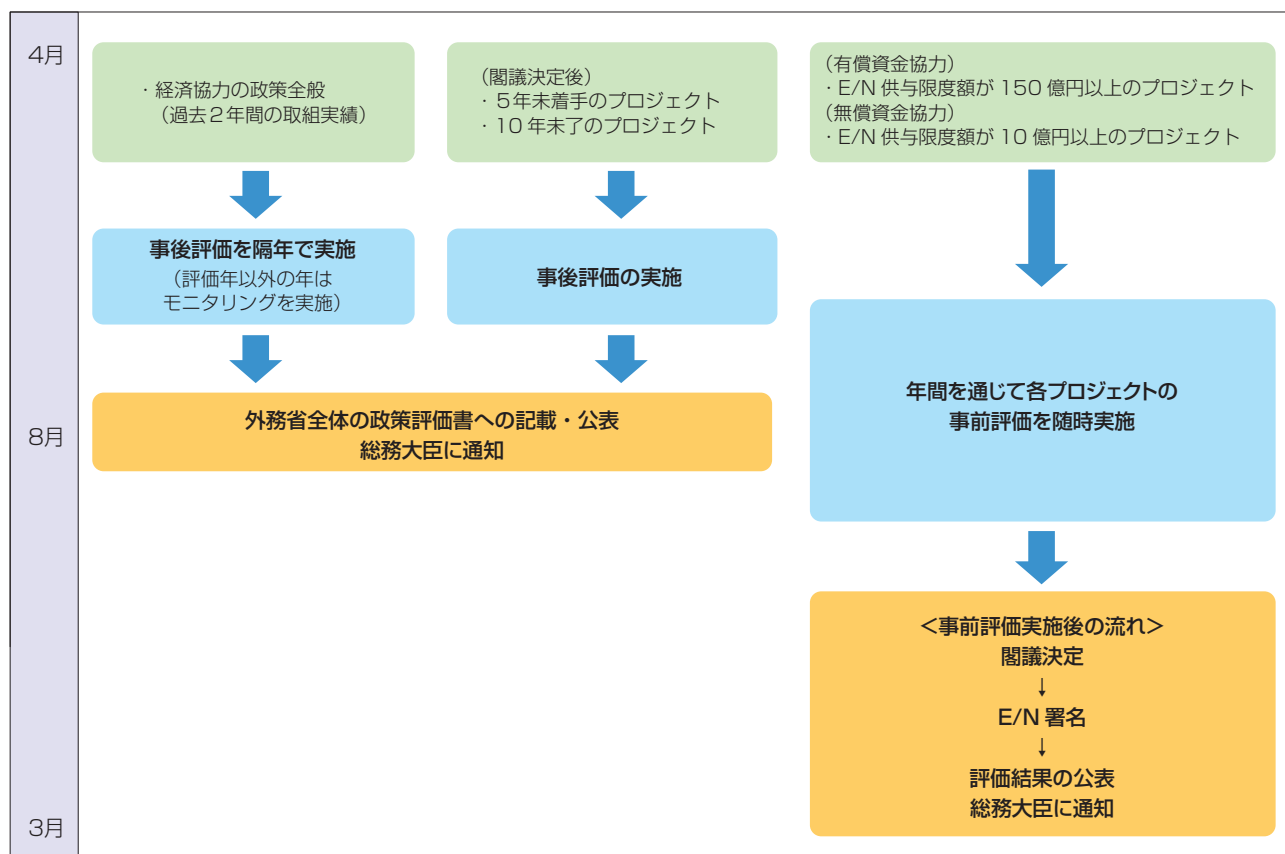 4月
・経済協力の政策全般
（過去２年間の取組実績）
（閣議決定後）
・５年未着手のプロジェクト
・10 年未了のプロジェクト
（有償資金協力）
・E/N 供与限度額が 150 億円以上のプロジェクト
（無償資金協力）
・E/N 供与限度額が 10 億円以上のプロジェクト
事後評価を隔年で実施
（評価年以外の年は
モニタリングを実施）
事後評価の実施
年間を通じて各プロジェクトの
事前評価を随時実施
8月
外務省全体の政策評価書への記載・公表
総務大臣に通知
＜事前評価実施後の流れ＞
閣議決定
↓
E/N 署名
↓
評価結果の公表
総務大臣に通知
3月